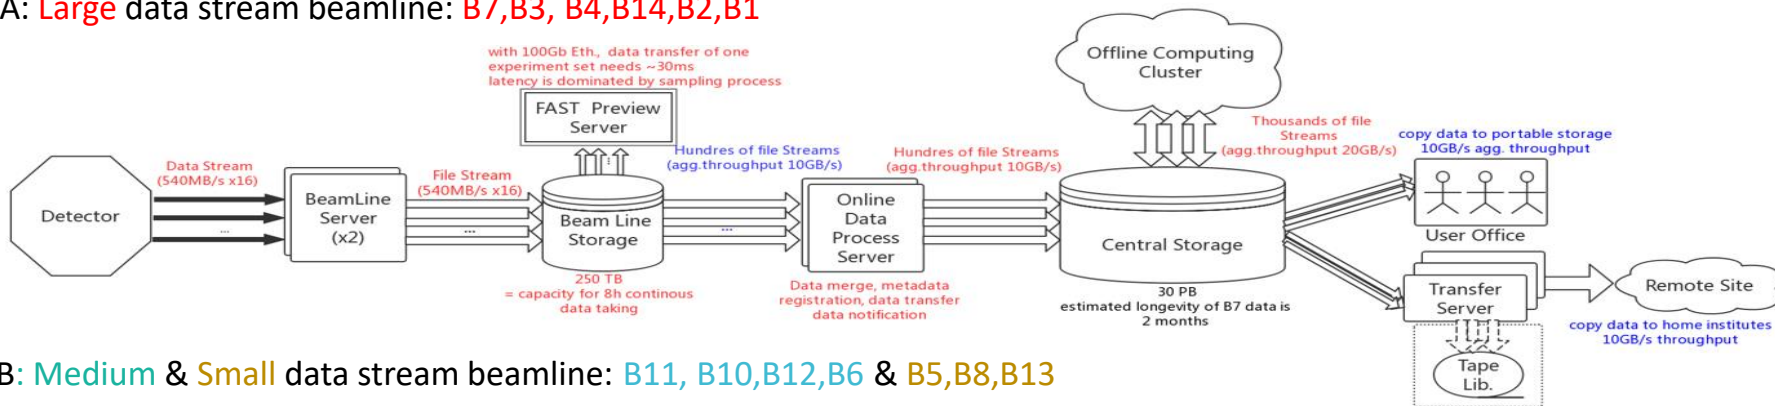 A: Large data stream beamline: B7,B3, B4,B14,B2,B1
with 100Gb Eth., data transfer of one
experiment set needs ~30ms
latency is dominated by sampling process
FAST Preview
Server
Offline Computing
Cluster
Detector
Data Stream
(540MB/s x16)
...
BeamLine
Server
(x2)
File Stream
(540MB/s x16)
...
Beam Line
Storage
250 TB
= capacity for 8h continous
data taking
Hundres of file Streams
(agg.throughput 10GB/s)
...
Online
Data
Process
Server
Data merge, metadata
registration, data transfer
data notification
Hundres of file Streams
(agg.throughput 10GB/s)
Central Storage
30 PB
estimated longevity of B7 data is
2 months
Thousands of file
Streams
(agg.throughput 20GB/s)
copy data to portable storage
10GB/s agg. throughput
User Office
Transfer
Server
Remote Site
copy data to home institutes
10GB/s throughput
Tape
Lib.
B: Medium & Small data stream beamline: B11, B10,B12,B6 & B5,B8,B13